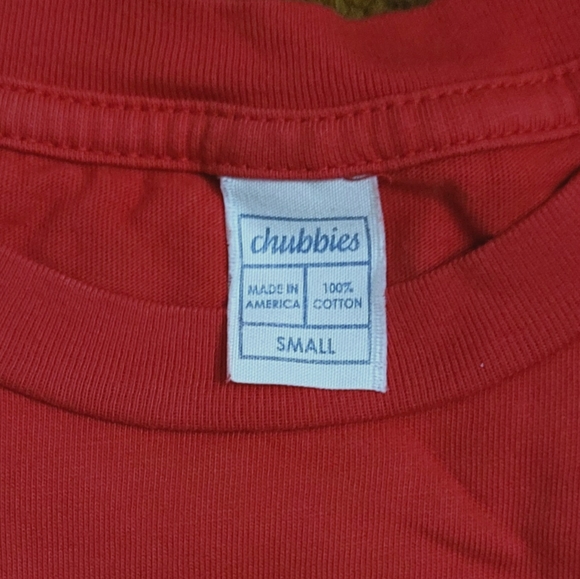 chubbies
MADE IN
AMERICA
100%
COTTON
SMALL